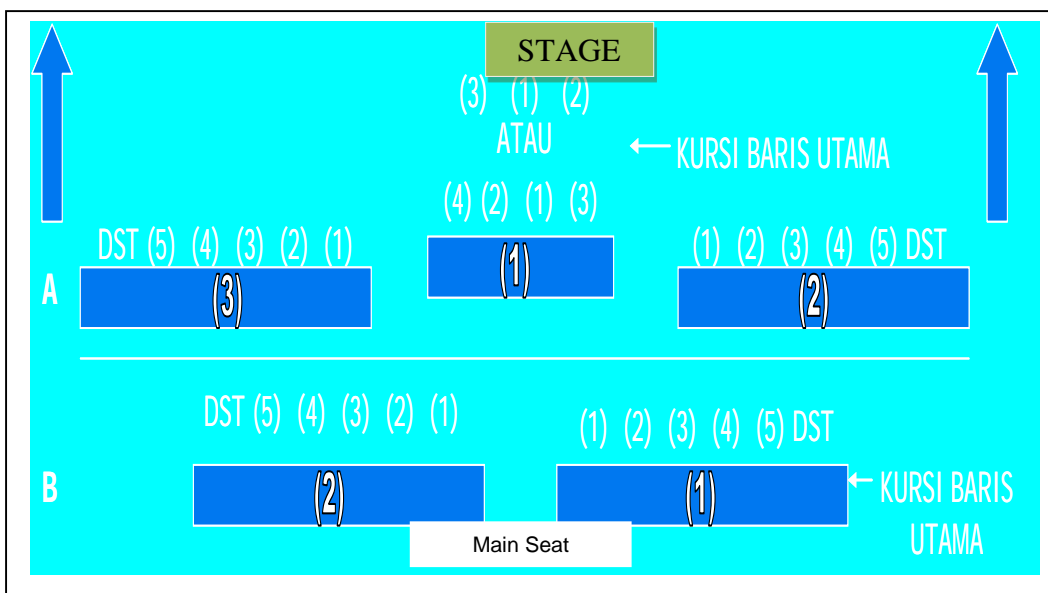 STAGE
(3) (1) (2)
ATAU
← KURSI BARIS UTAMA
(4) (2) (1) (3)
DST (5) (4) (3) (2) (1)
(1) (2) (3) (4) (5) DST
A
(3)
(1)
(2)
DST (5) (4) (3) (2) (1)
(1) (2) (3) (4) (5) DST
B
(2)
(1)
← KURSI BARIS
UTAMA
Main Seat